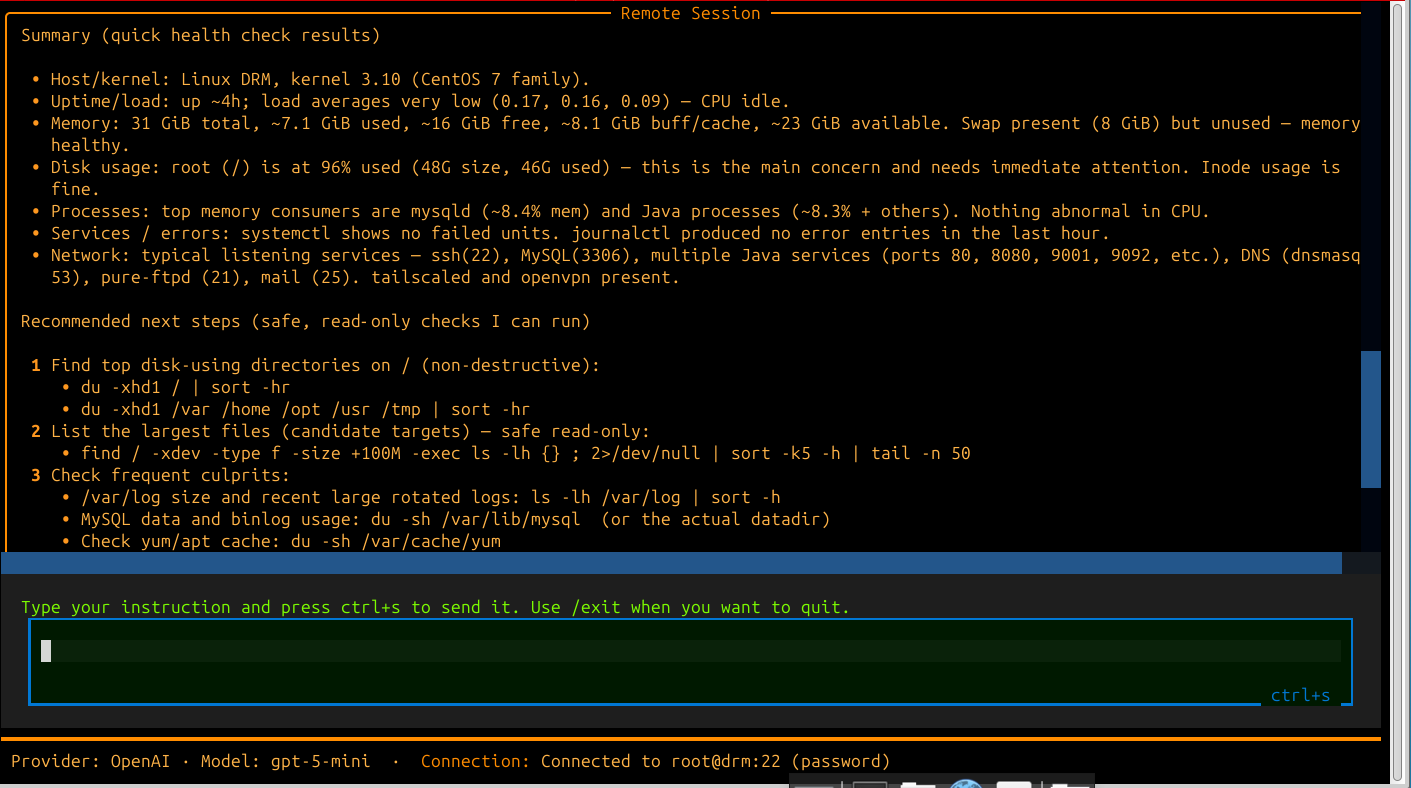 Remote Session
Summary (quick health check results)
• Host/kernel: Linux DRM, kernel 3.10 (CentOS 7 family).
• Uptime/load: up ~4h; load averages very low (0.17, 0.16, 0.09) — CPU idle.
• Memory: 31 GiB total, ~7.1 GiB used, ~16 GiB free, ~8.1 GiB buff/cache, ~23 GiB available. Swap present (8 GiB) but unused — memory
healthy.
• Disk usage: root (/) is at 96% used (48G size, 46G used) — this is the main concern and needs immediate attention. Inode usage is
fine.
• Processes: top memory consumers are mysqld (~8.4% mem) and Java processes (~8.3% + others). Nothing abnormal in CPU.
• Services / errors: systemctl shows no failed units. journalctl produced no error entries in the last hour.
• Network: typical listening services — ssh(22), MySQL(3306), multiple Java services (ports 80, 8080, 9001, 9092, etc.), DNS (dnsmasq
53), pure-ftpd (21), mail (25). tailscaled and openvpn present.
Recommended next steps (safe, read-only checks I can run)
1 Find top disk-using directories on / (non-destructive):
• du -xhd1 / | sort -hr
• du -xhd1 /var /home /opt /usr /tmp | sort -hr
2 List the largest files (candidate targets) — safe read-only:
• find / -xdev -type f -size +100M -exec ls -lh {} ; 2>/dev/null | sort -k5 -h | tail -n 50
3 Check frequent culprits:
• /var/log size and recent large rotated logs: ls -lh /var/log | sort -h
• MySQL data and binlog usage: du -sh /var/lib/mysql  (or the actual datadir)
• Check yum/apt cache: du -sh /var/cache/yum
Type your instruction and press ctrl+s to send it. Use /exit when you want to quit.
ctrl+s
Provider: OpenAI · Model: gpt-5-mini  ·  Connection: Connected to root@drm:22 (password)